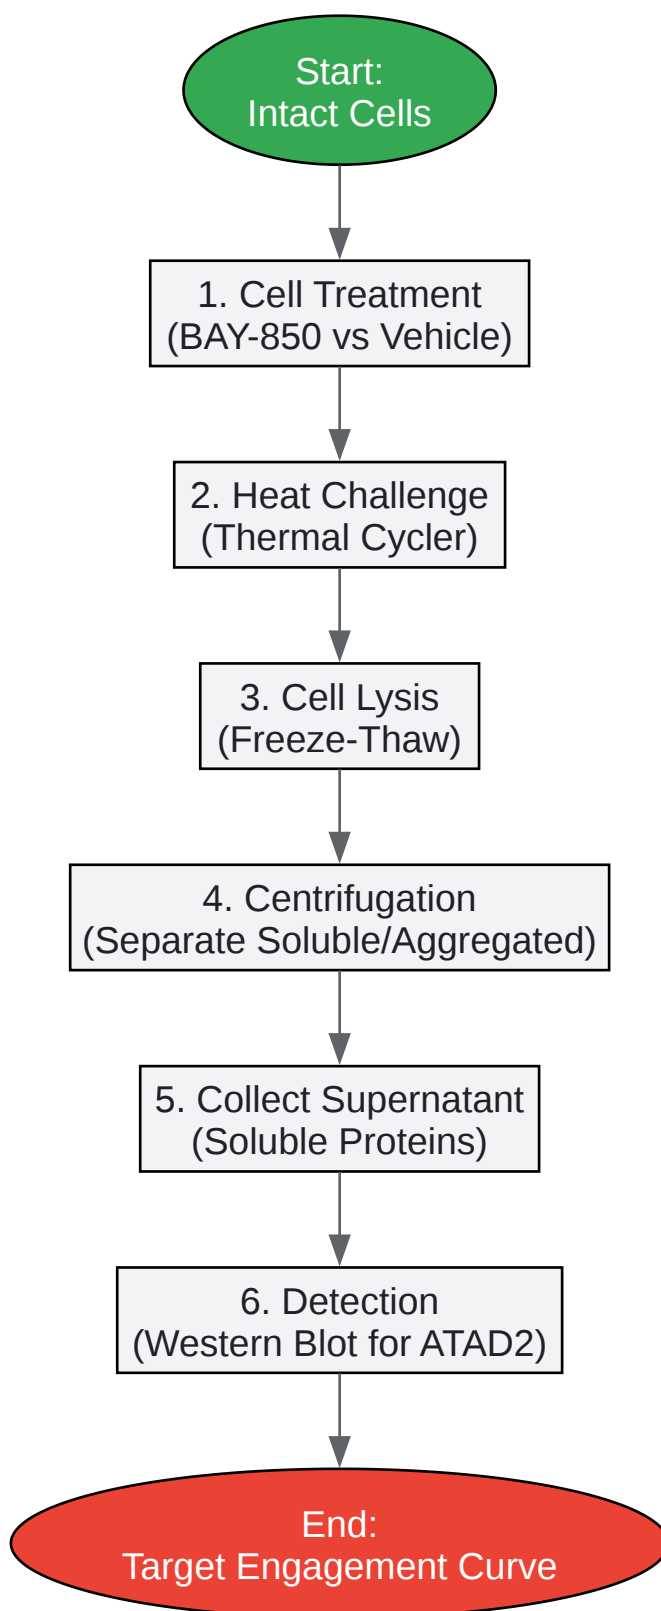 Start:
Intact Cells
1. Cell Treatment
(BAY-850 vs Vehicle)
2. Heat Challenge
(Thermal Cycler)
3. Cell Lysis
(Freeze-Thaw)
4. Centrifugation
(Separate Soluble/Aggregated)
5. Collect Supernatant
(Soluble Proteins)
6. Detection
(Western Blot for ATAD2)
End:
Target Engagement Curve